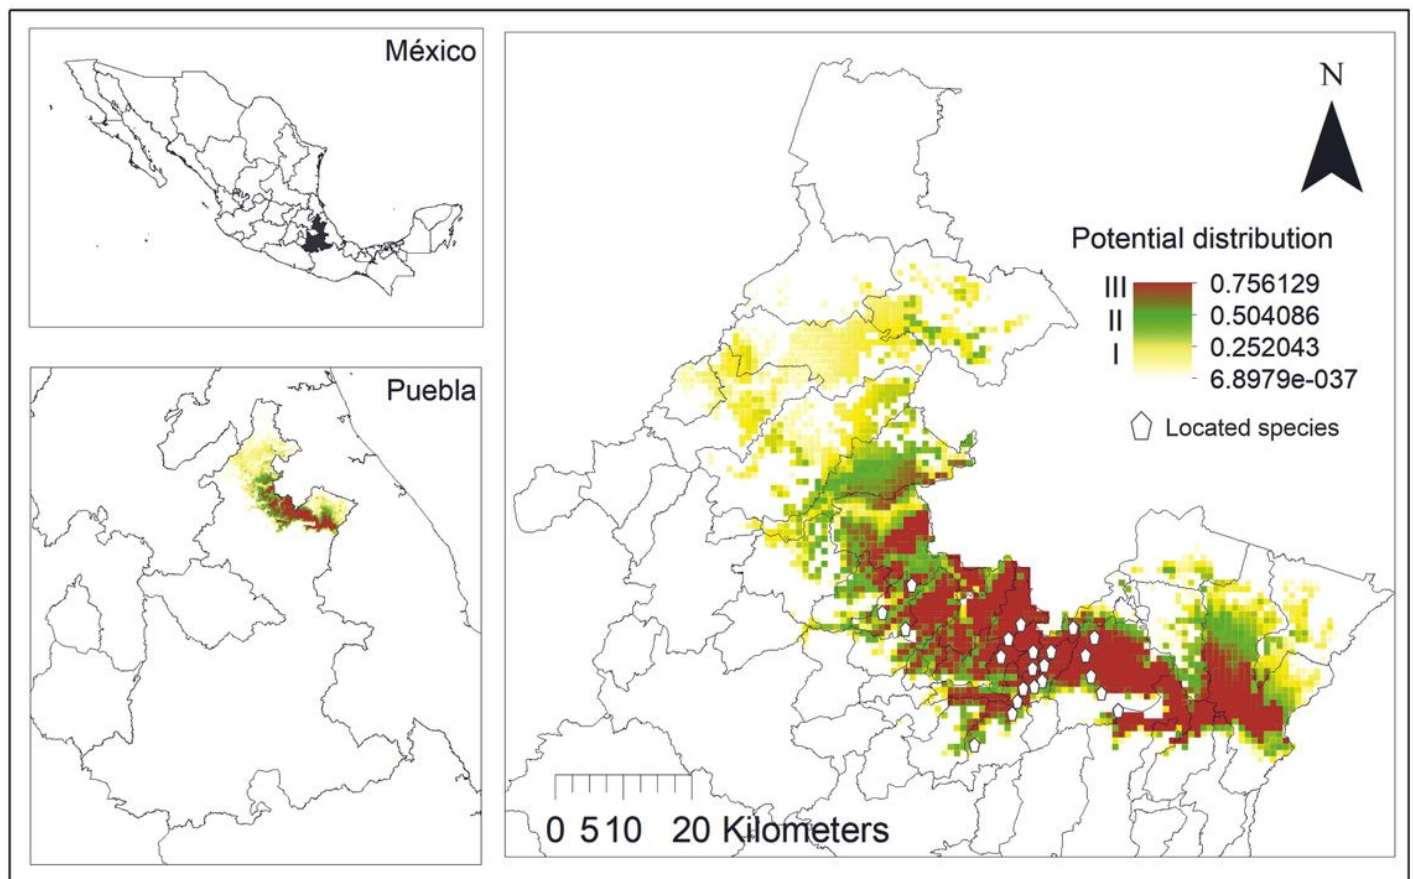 México
Puebla
N
Potential distribution
III 0.756129
II 0.504086
I 0.252043
6.8979e-037
Located species
0 5 10 20 Kilometers